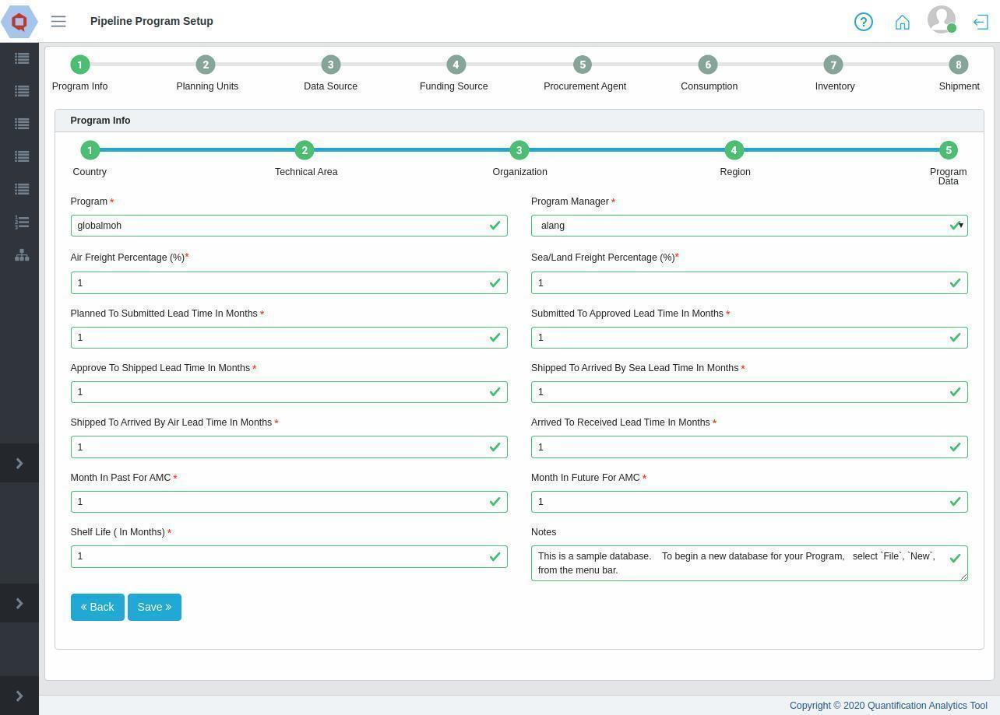 Pipeline Program Setup
?
1 2 3 4 5 6 7 8
Program Info Planning Units Data Source Funding Source Procurement Agent Consumption Inventory Shipment
Program Info
1 2 3 4 5
Country Technical Area Organization Region Program
Data
Program * Program Manager *
globalmoh alang
Air Freight Percentage (%)* Sea/Land Freight Percentage (%)*
1 1
Planned To Submitted Lead Time In Months * Submitted To Approved Lead Time In Months *
1 1
Approve To Shipped Lead Time In Months * Shipped To Arrived By Sea Lead Time In Months *
1 1
Shipped To Arrived By Air Lead Time In Months * Arrived To Received Lead Time In Months *
1 1
Month In Past For AMC * Month In Future For AMC *
1 1
Shelf Life ( In Months) * Notes
1 This is a sample database.    To begin a new database for your Program,   select `File`, `New`,
from the menu bar.
« Back Save »
Copyright © 2020 Quantification Analytics Tool